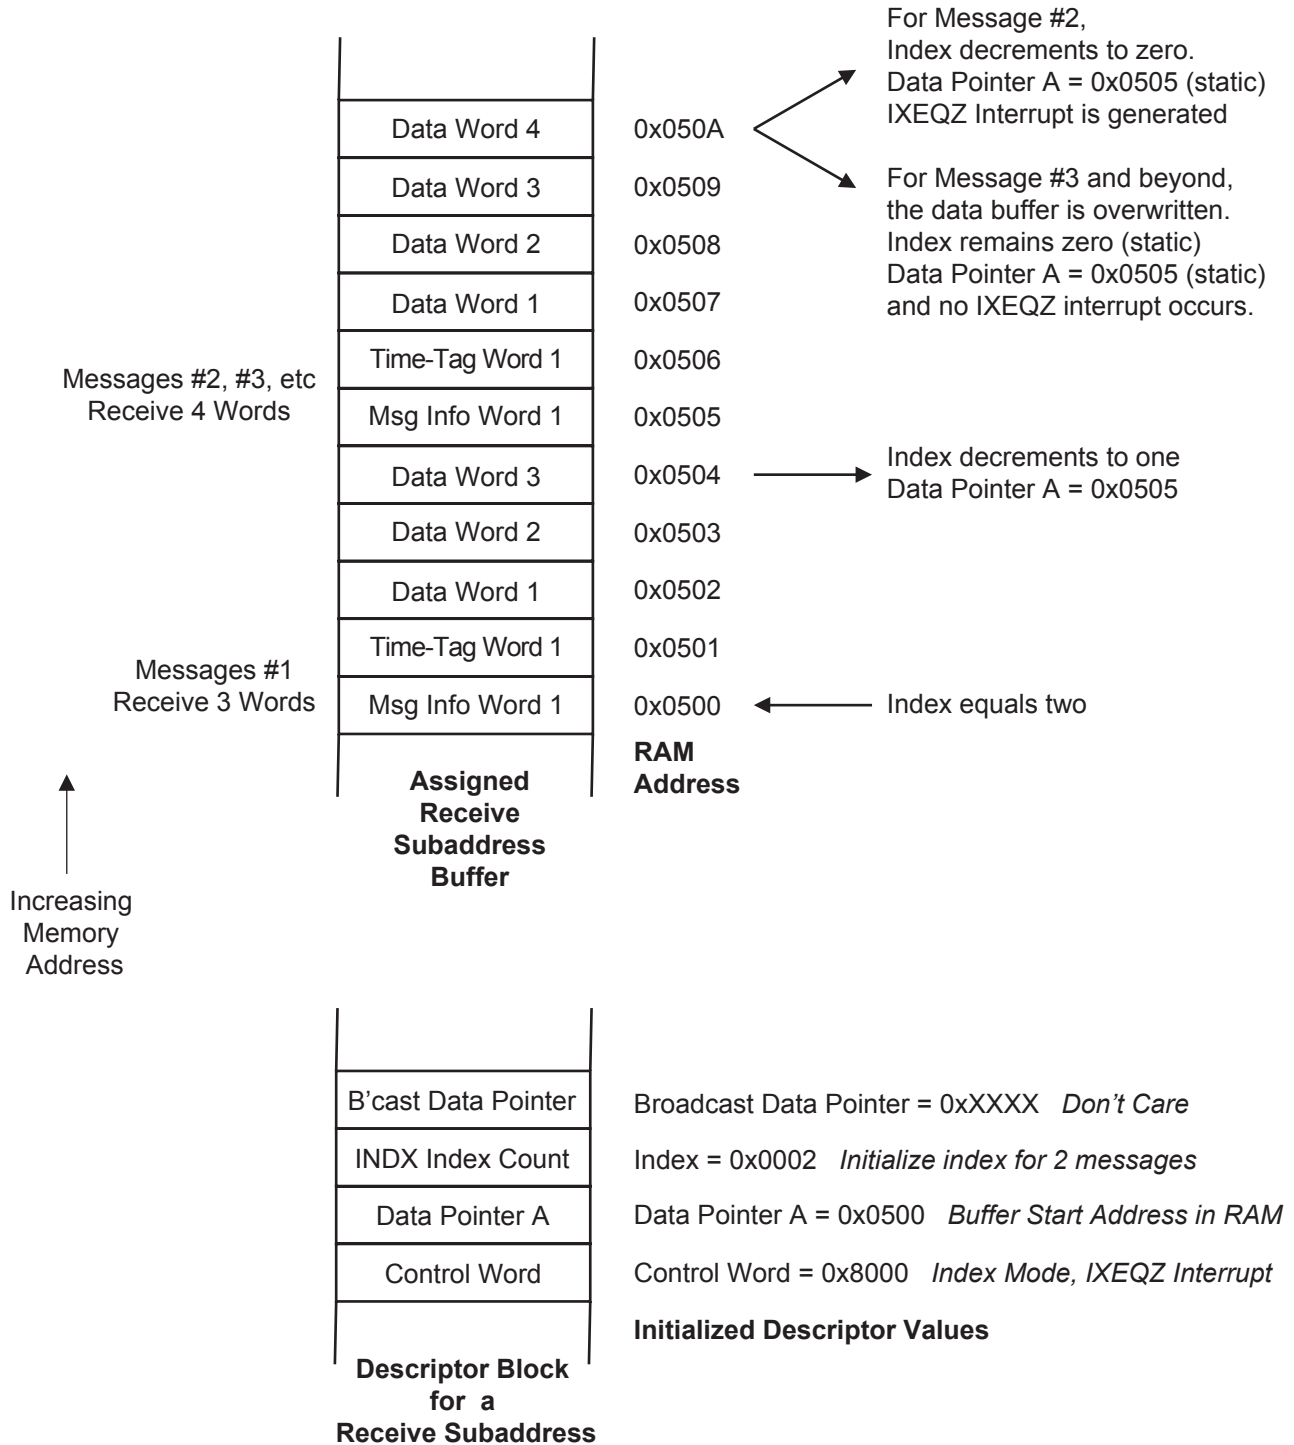 For Message #2,
Index decrements to zero.
Data Pointer A = 0x0505 (static)
IXEQZ Interrupt is generated
Data Word 4 0x050A
For Message #3 and beyond,
the data buffer is overwritten.
Index remains zero (static)
Data Pointer A = 0x0505 (static)
and no IXEQZ interrupt occurs.
Data Word 3 0x0509
Data Word 2 0x0508
Data Word 1 0x0507
Time-Tag Word 1 0x0506
Messages #2, #3, etc
Receive 4 Words
Msg Info Word 1 0x0505
Data Word 3 0x0504
Index decrements to one
Data Pointer A = 0x0505
Data Word 2 0x0503
Data Word 1 0x0502
Time-Tag Word 1 0x0501
Messages #1
Receive 3 Words
Msg Info Word 1 0x0500 Index equals two
RAM
Address
Assigned
Receive
Subaddress
Buffer
Increasing
Memory
Address
B’cast Data Pointer Broadcast Data Pointer = 0xXXXX Don’t Care
INDX Index Count Index = 0x0002 Initialize index for 2 messages
Data Pointer A Data Pointer A = 0x0500 Buffer Start Address in RAM
Control Word Control Word = 0x8000 Index Mode, IXEQZ Interrupt
Initialized Descriptor Values
Descriptor Block
for a
Receive Subaddress